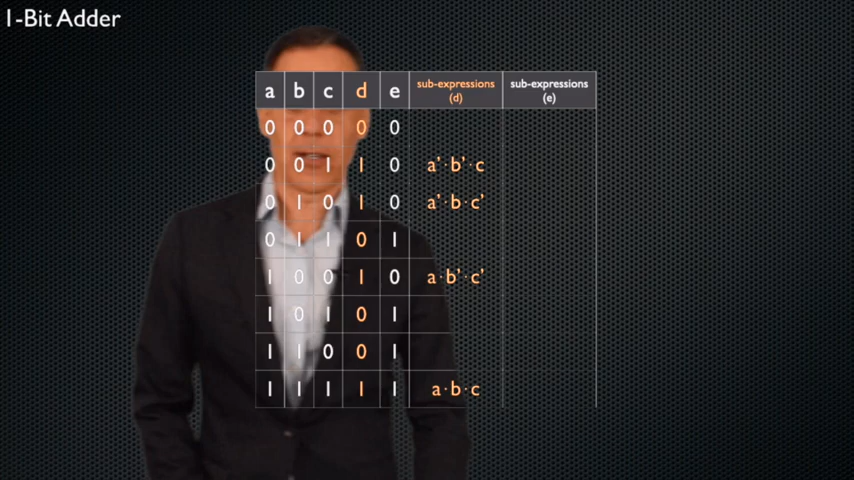 1-Bit Adder
a b c d e sub-expressions (d) sub-expressions (e)
0 0 0 0 0
0 0 1 1 0 a’·b’·c
0 1 0 1 0 a’·b·c’
0 1 1 0 1
1 0 0 1 0 a·b’·c’
1 0 1 0 1
1 1 0 0 1
1 1 1 1 1 a·b·c